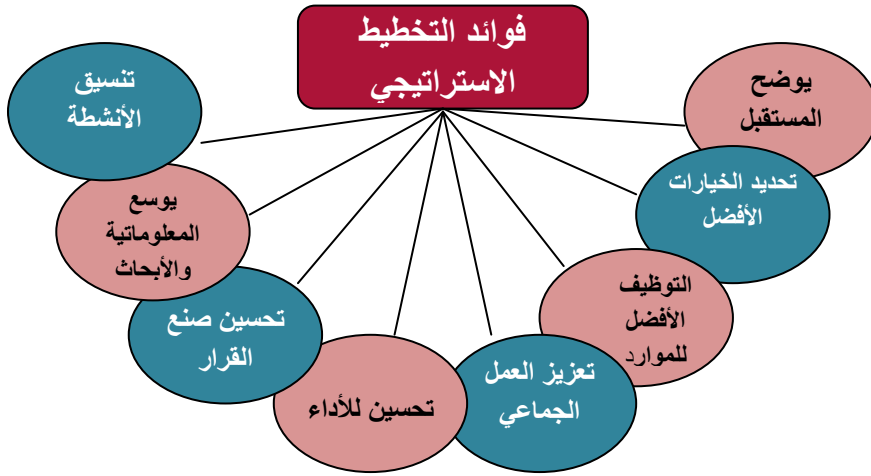 فوائد التخطيط
الاستراتيجي
يوضح
المستقبل
تحديد الخيارات
الأفضل
التوظيف
الأفضل
للموارد
تعزيز العمل
الجماعي
تحسين للأداء
تحسين صنع
القرار
يوسع
المعلوماتية
والأبحاث
تنسيق
الأنشطة